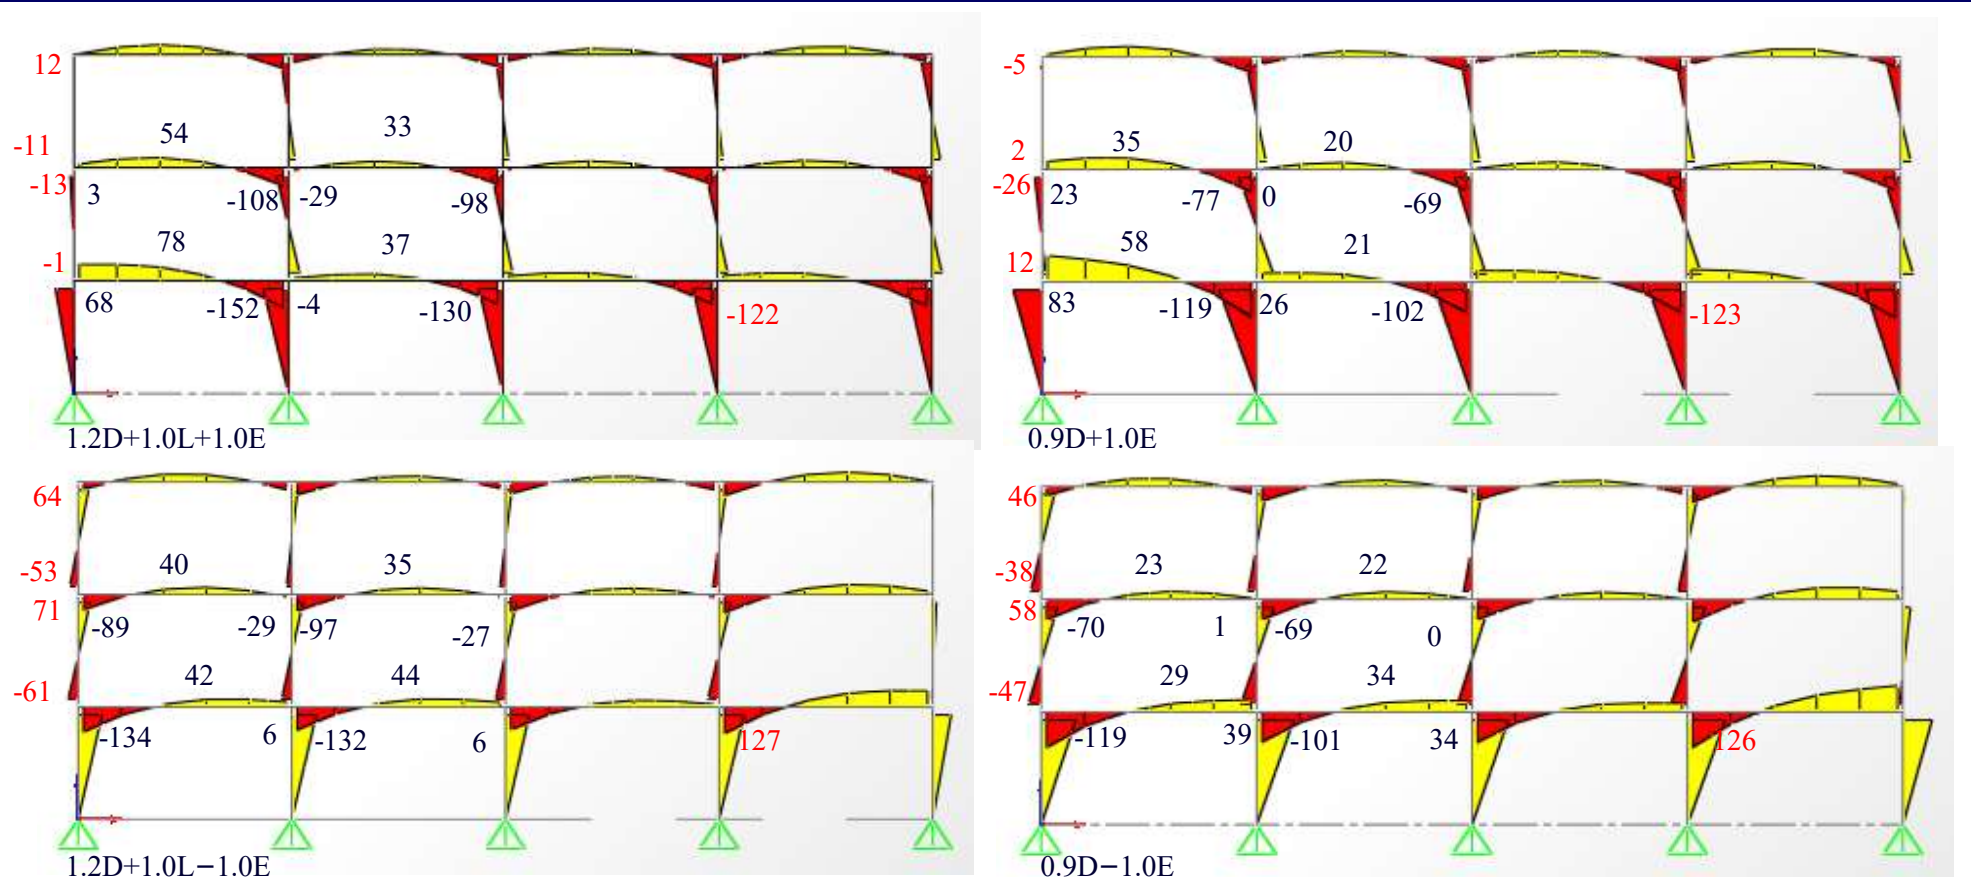 12
54 33
-11
-13 3 -108 -29 -98
78 37
-1
68 -152 -4 -130 -122
1.2D+1.0L+1.0E
-5
35 20
2
-26 23 -77 0 -69
58 21
12
83 -119 26 -102 -123
0.9D+1.0E
64
40 35
-53
71 -89 -29 -97 -27
42 44
-61
-134 6 -132 6 127
1.2D+1.0L−1.0E
46
23 22
-38
58 -70 1 -69 0
29 34
-47
-119 39 -101 34 126
0.9D−1.0E